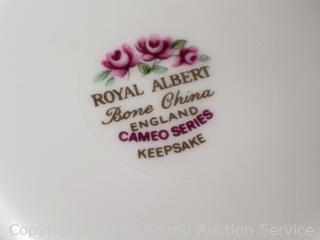 ROYAL ALBERT
Bone China
ENGLAND
CAMEO SERIES
KEEPSAKE
Sound Auction Service